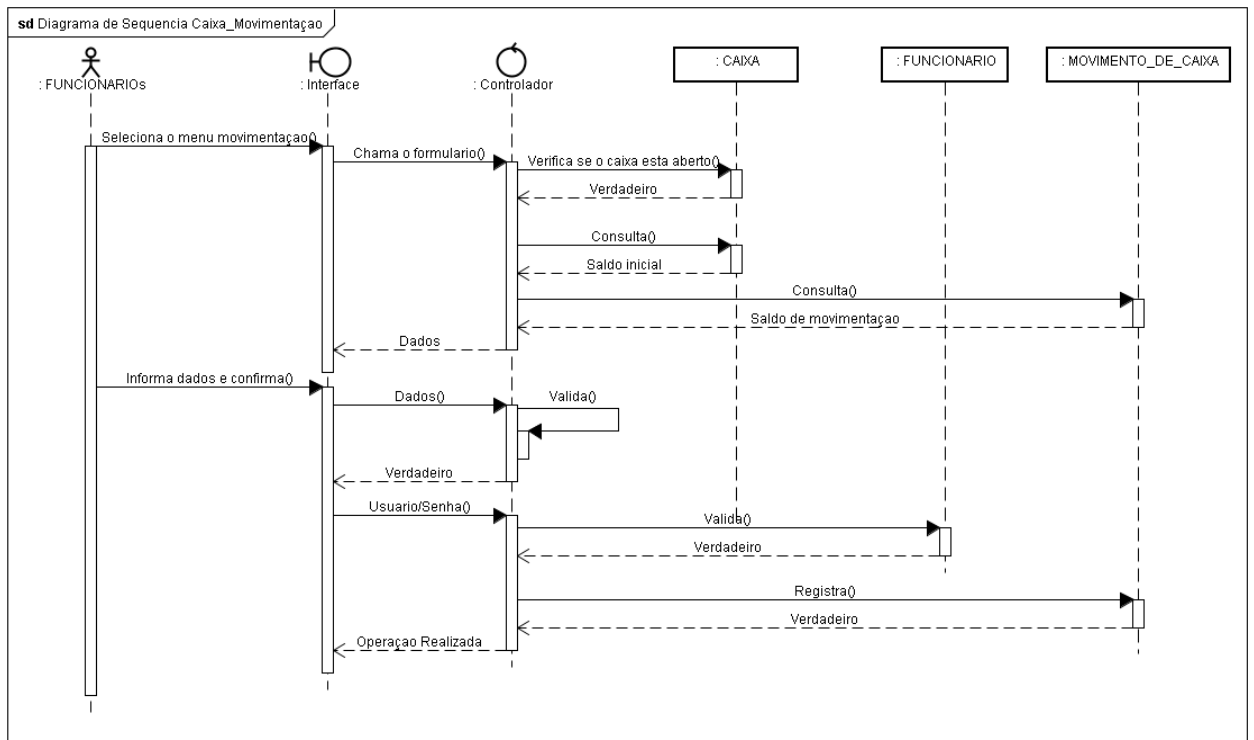 sd Diagrama de Sequencia Caixa_Movimentaçao
: FUNCIONARIOs
: Interface
: Controlador
: CAIXA
: FUNCIONARIO
: MOVIMENTO_DE_CAIXA
Seleciona o menu movimentaçao()
Chama o formulario()
Verifica se o caixa esta aberto()
Verdadeiro
Consulta()
Saldo inicial
Consulta()
Saldo de movimentaçao
Dados
Informa dados e confirma()
Dados()
Valida()
Verdadeiro
Usuario/Senha()
Valida()
Verdadeiro
Registra()
Verdadeiro
Operaçao Realizada